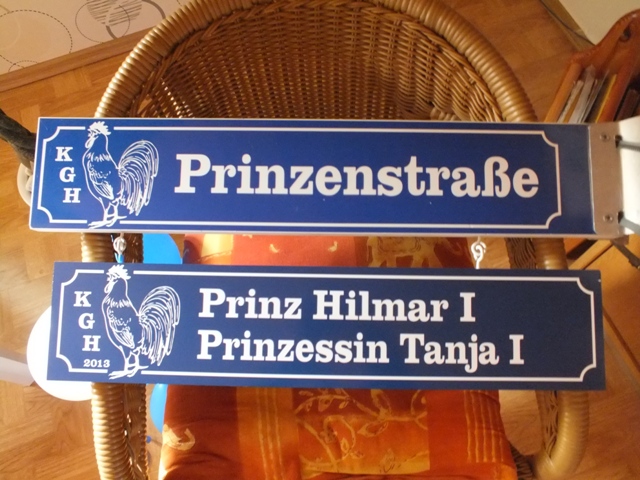 KGH
Prinzenstraße
KGH
2013
Prinz Hilmar I
Prinzessin Tanja I